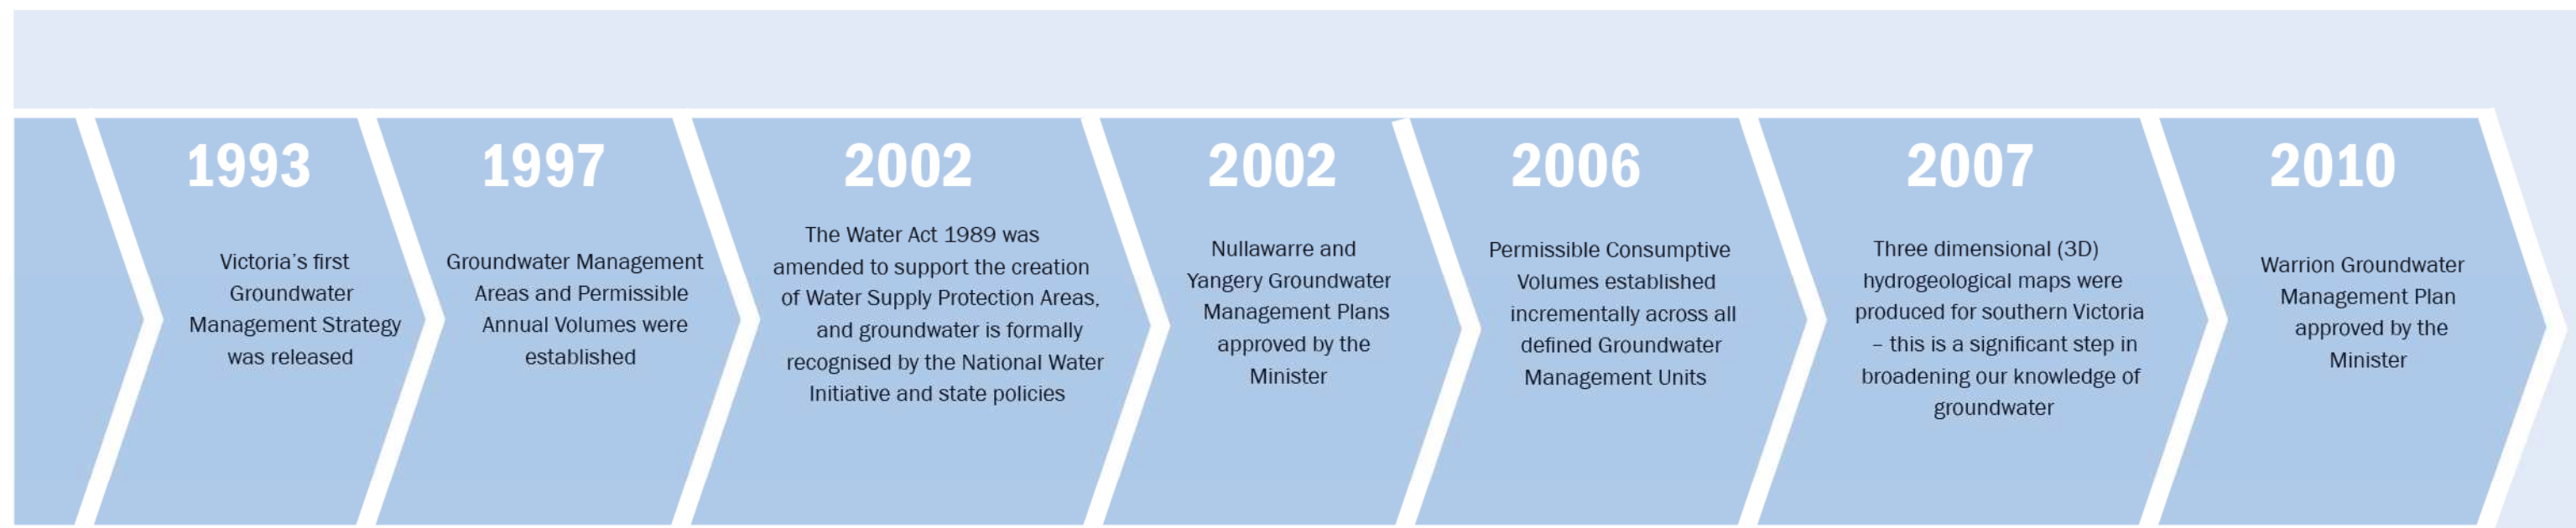 1993
Victoria's first
Groundwater
Management Strategy
was released
1997
Groundwater Management
Areas and Permissible
Annual Volumes were
established
2002
The Water Act 1989 was
amended to support the creation
of Water Supply Protection Areas,
and groundwater is formally
recognised by the National Water
Initiative and state policies
2002
Nullawarre and
Yangery Groundwater
Management Plans
approved by the
Minister
2006
Permissible Consumptive
Volumes established
incrementally across all
defined Groundwater
Management Units
2007
Three dimensional (3D)
hydrogeological maps were
produced for southern Victoria
– this is a significant step in
broadening our knowledge of
groundwater
2010
Warrion Groundwater
Management Plan
approved by the
Minister